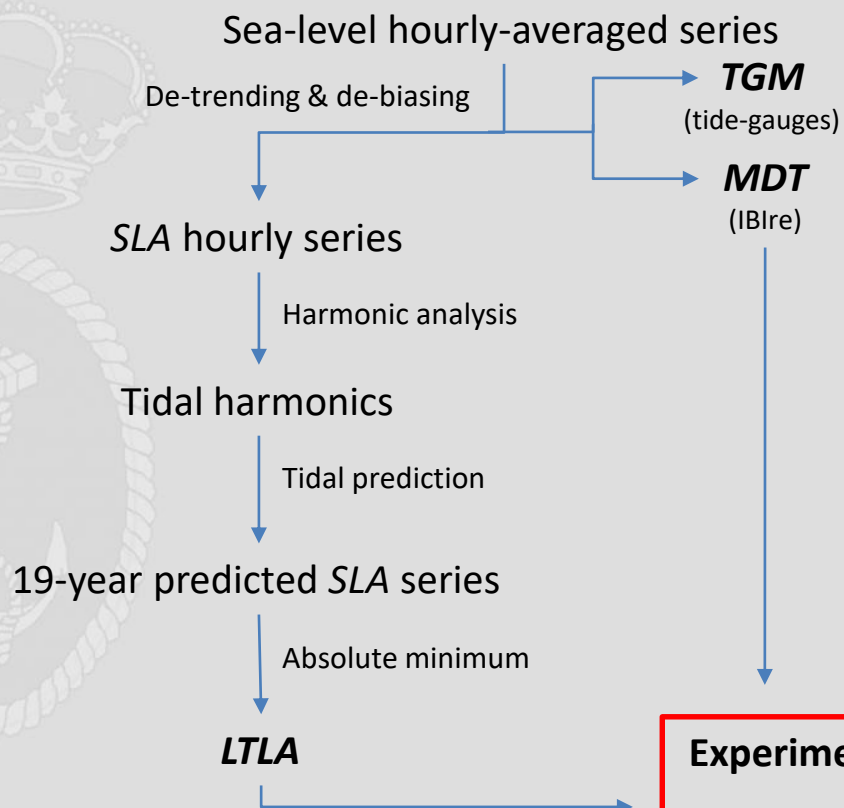 Sea-level hourly-averaged series
De-trending & de-biasing
TGM
(tide-gauges)
MDT
(IBIre)
SLA hourly series
Harmonic analysis
Tidal harmonics
Tidal prediction
19-year predicted SLA series
Absolute minimum
LTLA